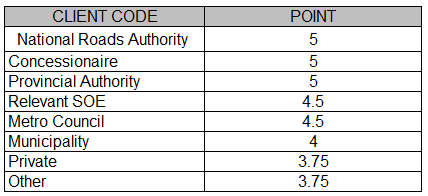 CLIENT CODE POINT
National Roads Authority 5
Concessionaire 5
Provincial Authority 5
Relevant SOE 4.5
Metro Council 4.5
Municipality 4
Private 3.75
Other 3.75